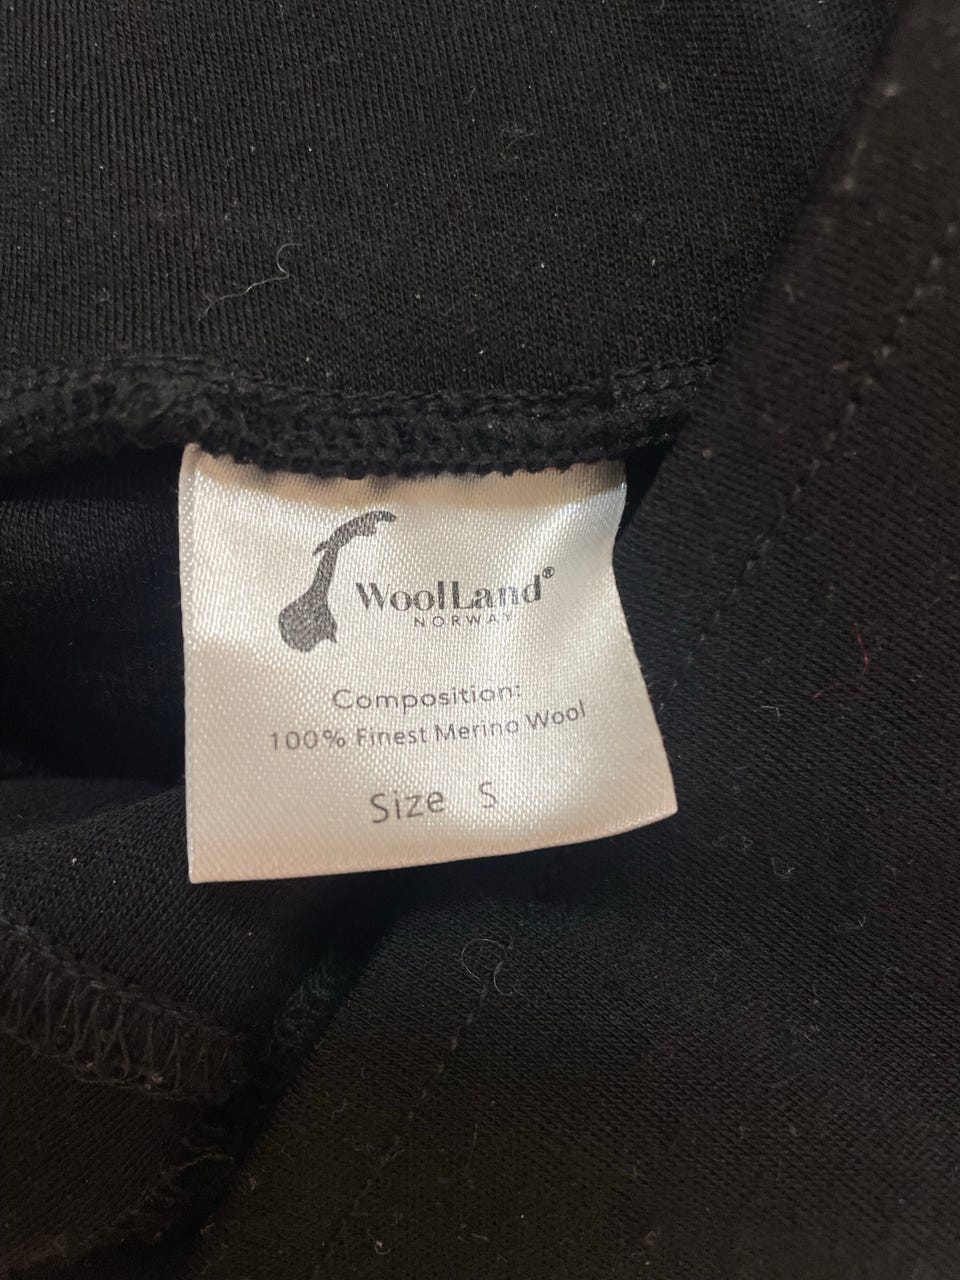 WoolLand®
NORWAY
Composition:
100% Finest Merino Wool
Size S